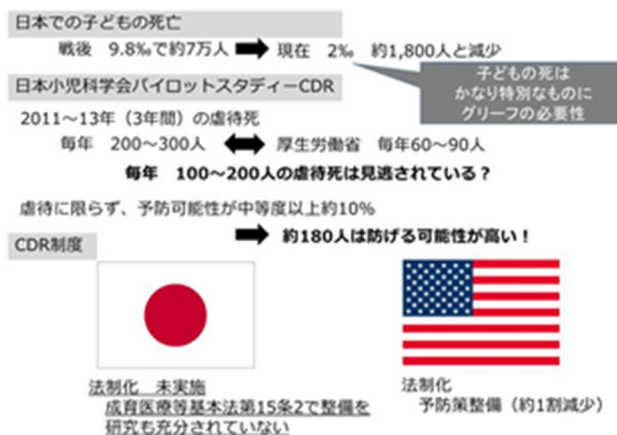 日本での子どもの死亡
戦後 9.8‰で約7万人 現在 2‰ 約1,800人と減少
子どもの死は
かなり特別なものに
グリーフの必要性
日本小児科学会パイロットスタディーCDR
2011～13年（3年間）の虐待死
毎年 200～300人 厚生労働省 毎年60～90人
毎年 100～200人の虐待死は見逃されている？
虐待に限らず、予防可能性が中等度以上約10%
約180人は防げる可能性が高い！
CDR制度
法制化 未実施
成育医療等基本法第15条2で整備を
研究も充分されていない
法制化
予防策整備（約1割減少）